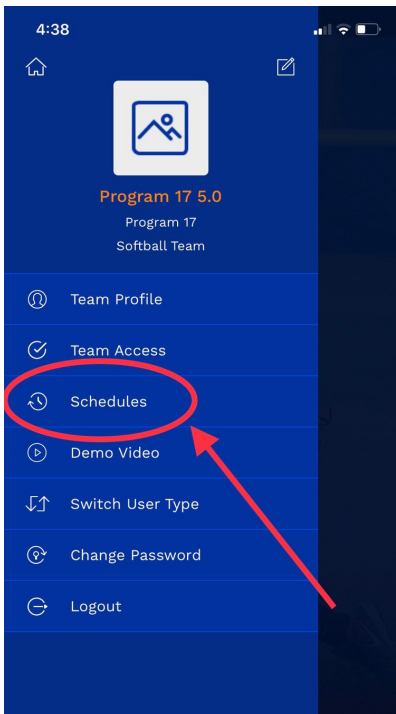 4:38
Program 17 5.0
Program 17
Softball Team
Team Profile
Team Access
Schedules
Demo Video
Switch User Type
Change Password
Logout